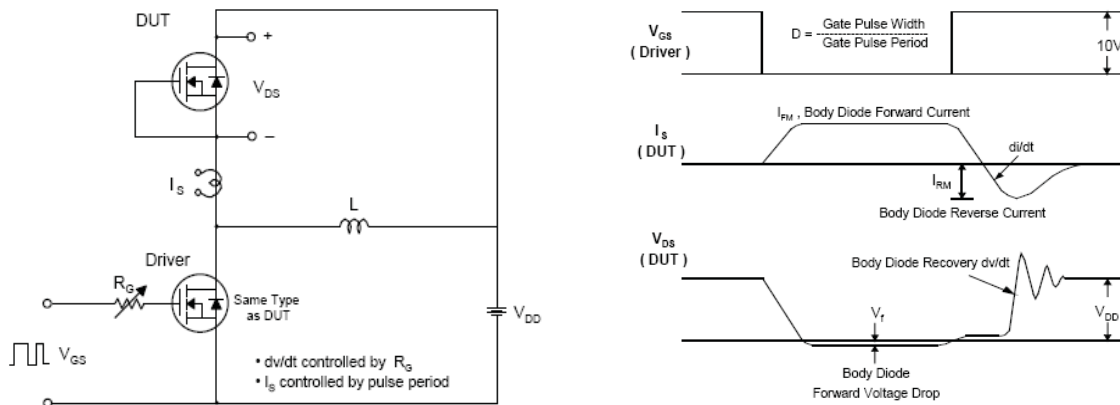 DUT
+
V_DS
–
I_S
L
Driver
R_G
Same Type
as DUT
V_DD
V_GS
• dv/dt controlled by R_G
• I_S controlled by pulse period
V_GS
( Driver )
D = Gate Pulse Width
Gate Pulse Period
10V
I_FM , Body Diode Forward Current
I_S
( DUT )
di/dt
I_RM
Body Diode Reverse Current
V_DS
( DUT )
Body Diode Recovery dv/dt
V_f
V_DD
Body Diode
Forward Voltage Drop